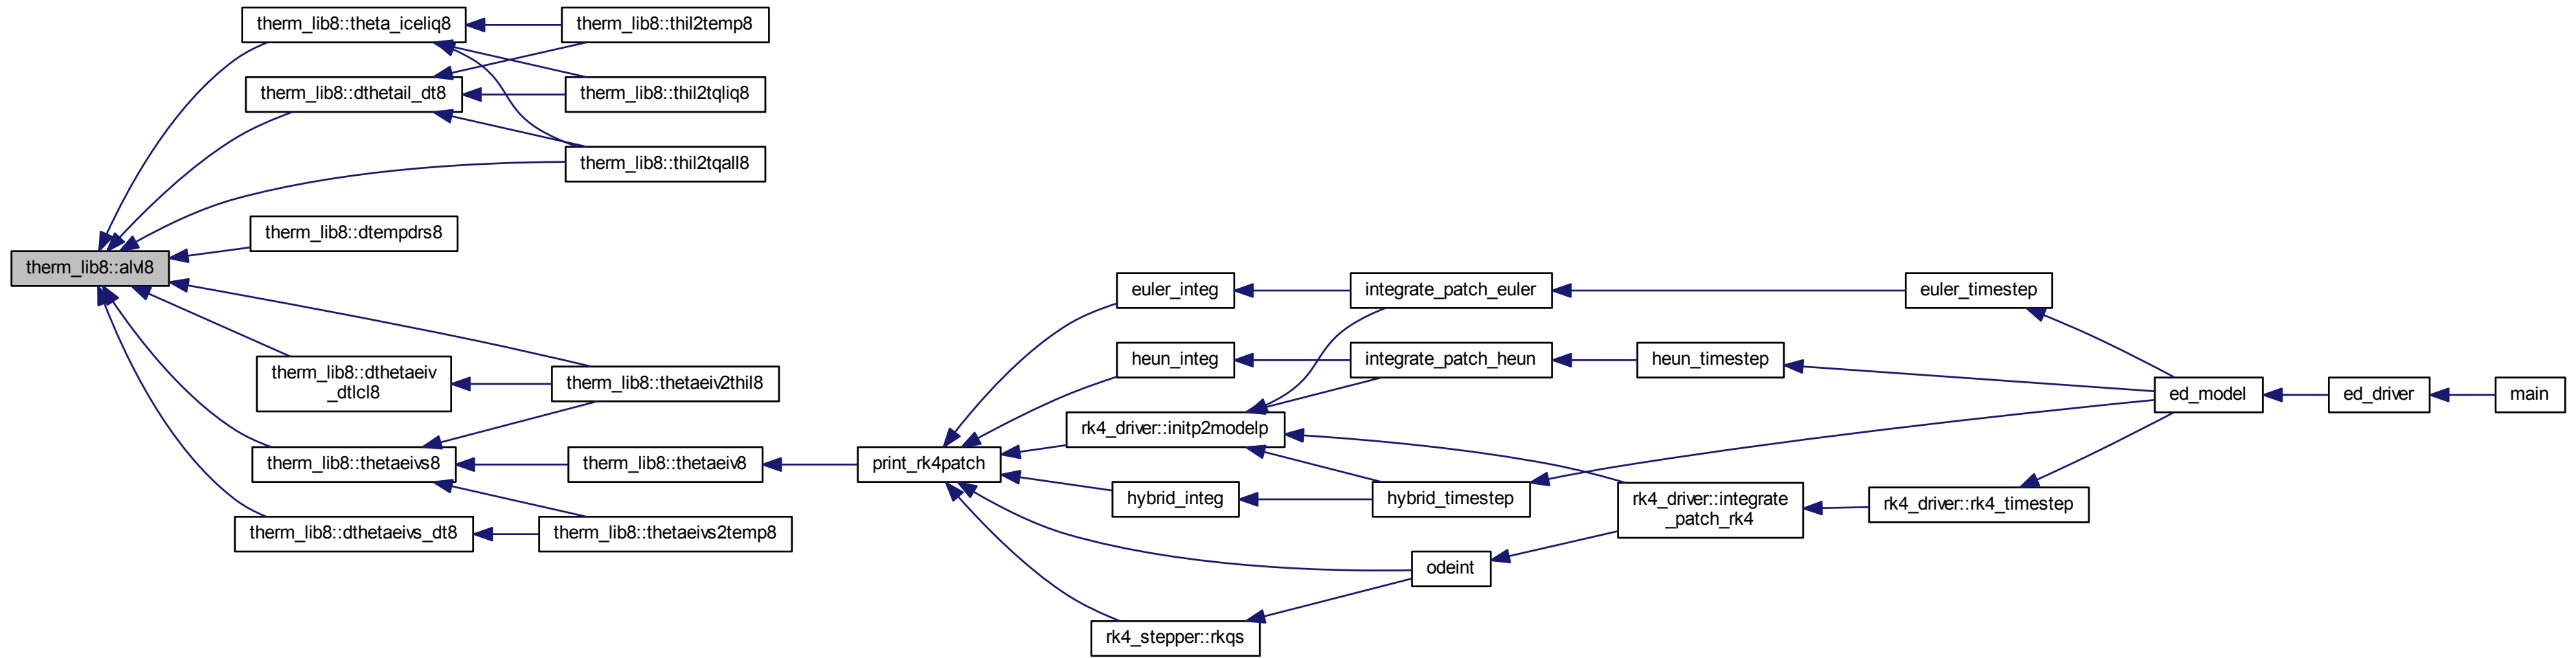 therm_lib8::theta_iceliq8
therm_lib8::thil2temp8
therm_lib8::dthetail_dt8
therm_lib8::thil2tqliq8
therm_lib8::thil2tqall8
therm_lib8::dtempdrs8
therm_lib8::alvl8
therm_lib8::dthetaeiv
_dtlcl8
therm_lib8::thetaeiv2thil8
therm_lib8::thetaeivs8
therm_lib8::thetaeiv8
therm_lib8::dthetaeivs_dt8
therm_lib8::thetaeivs2temp8
print_rk4patch
euler_integ
integrate_patch_euler
euler_timestep
heun_integ
integrate_patch_heun
heun_timestep
rk4_driver::initp2modelp
hybrid_integ
hybrid_timestep
rk4_driver::integrate
_patch_rk4
rk4_driver::rk4_timestep
odeint
rk4_stepper::rkqs
ed_model
ed_driver
main